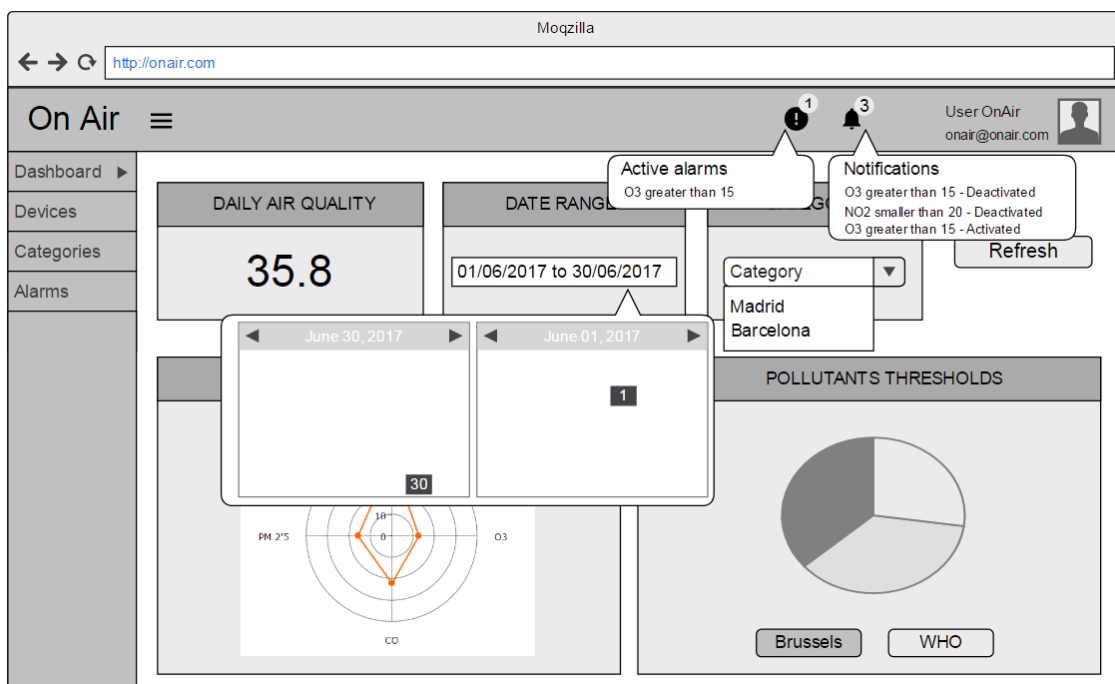 Moqzilla
http://onair.com
On Air
1
3
User OnAir
onair@onair.com
Dashboard
Devices
Categories
Alarms
Active alarms
O3 greater than 15
Notifications
O3 greater than 15 - Deactivated
NO2 smaller than 20 - Deactivated
O3 greater than 15 - Activated
DAILY AIR QUALITY
35.8
DATE RANGE
01/06/2017 to 30/06/2017
Category
Madrid
Barcelona
Refresh
June 30, 2017
30
June 01, 2017
1
10
0
PM 2'5
O3
CO
POLLUTANTS THRESHOLDS
Brussels
WHO